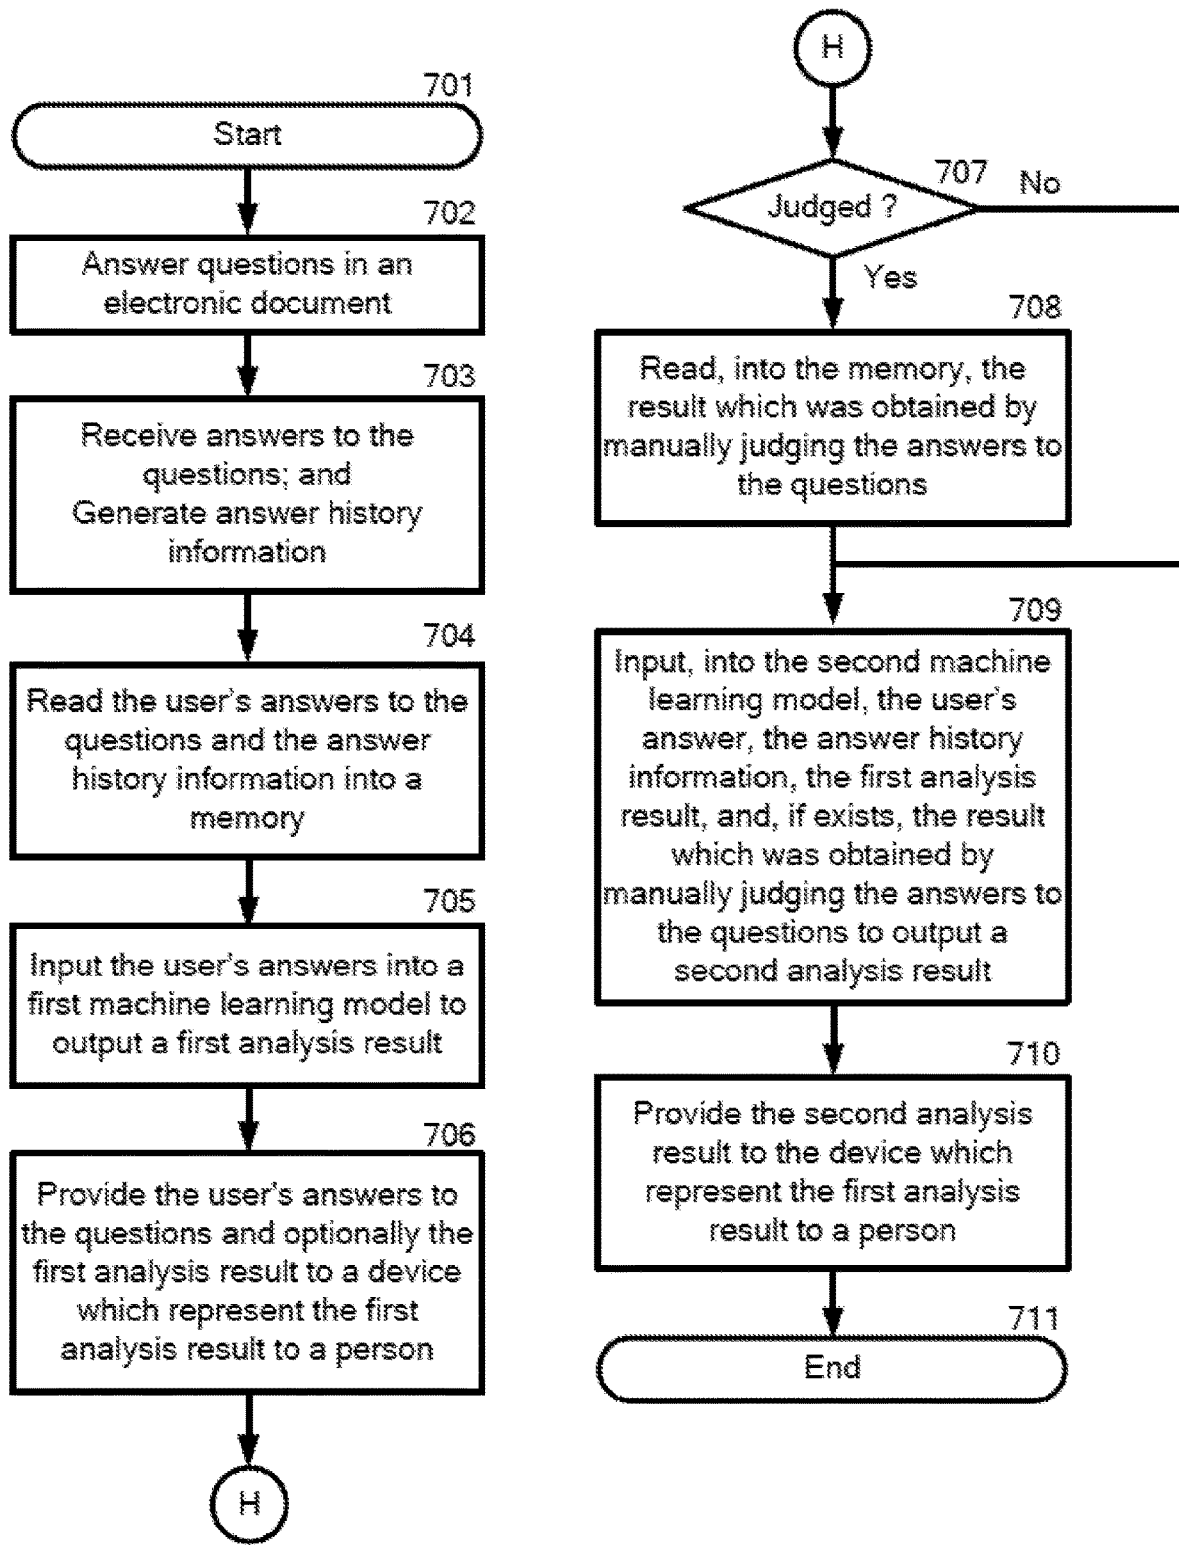 701
Start
702
Answer questions in an
electronic document
703
Receive answers to the
questions; and
Generate answer history
information
704
Read the user's answers to the
questions and the answer
history information into a
memory
705
Input the user's answers into a
first machine learning model to
output a first analysis result
706
Provide the user's answers to
the questions and optionally the
first analysis result to a device
which represent the first
analysis result to a person
H
H
707
Judged ?
No
Yes
708
Read, into the memory, the
result which was obtained by
manually judging the answers to
the questions
709
Input, into the second machine
learning model, the user's
answer, the answer history
information, the first analysis
result, and, if exists, the result
which was obtained by
manually judging the answers to
the questions to output a
second analysis result
710
Provide the second analysis
result to the device which
represent the first analysis
result to a person
711
End